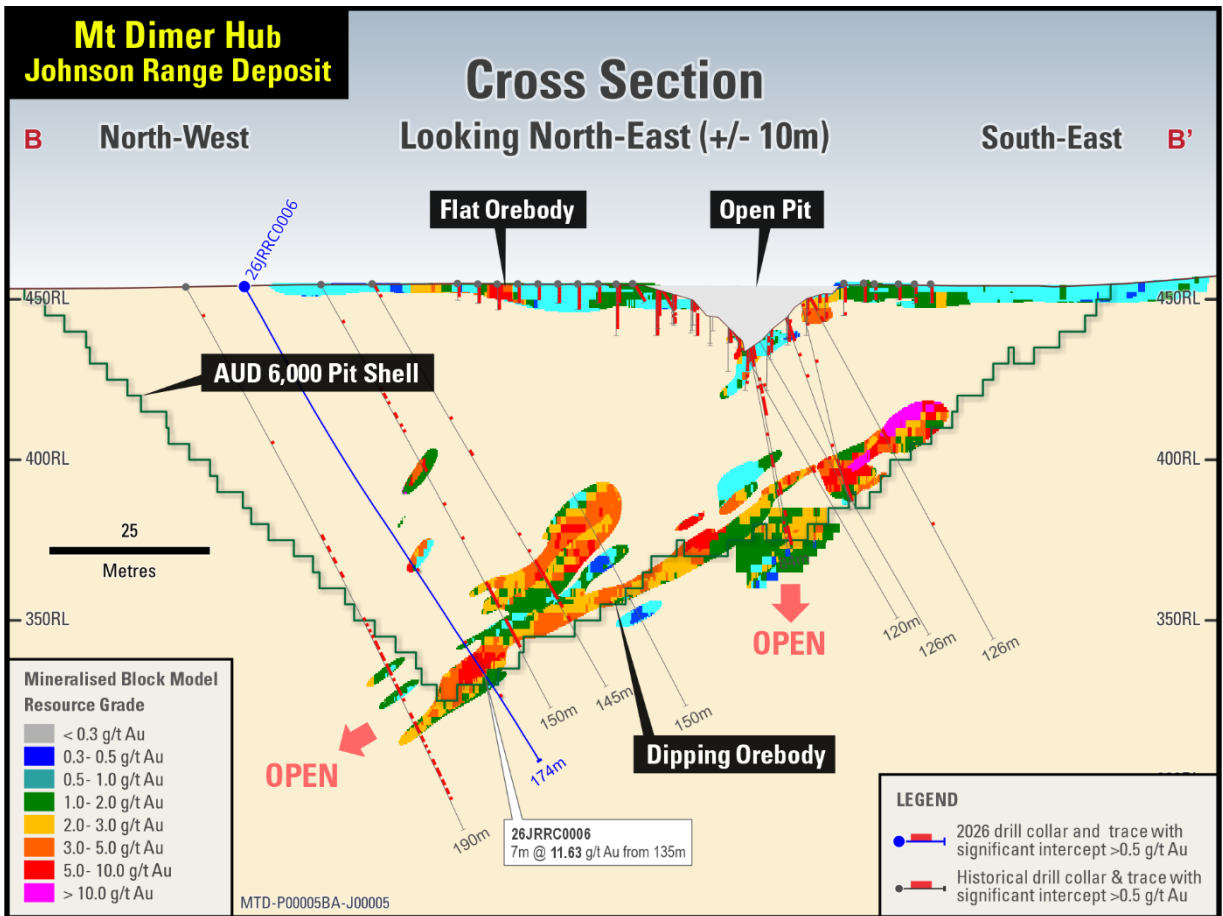 Mt Dimer Hub
Johnson Range Deposit
Cross Section
B
North-West
Looking North-East (+/- 10m)
South-East
B'
26JRRC0006
Flat Orebody
Open Pit
450RL
450RL
AUD 6,000 Pit Shell
400RL
400RL
25
Metres
350RL
350RL
OPEN
120m
126m
126m
150m
145m
150m
174m
190m
OPEN
Dipping Orebody
26JRRC0006
7m @ 11.63 g/t Au from 135m
Mineralised Block Model
Resource Grade
< 0.3 g/t Au
0.3- 0.5 g/t Au
0.5- 1.0 g/t Au
1.0- 2.0 g/t Au
2.0- 3.0 g/t Au
3.0- 5.0 g/t Au
5.0- 10.0 g/t Au
> 10.0 g/t Au
MTD-P00005BA-J00005
LEGEND
2026 drill collar and trace with
significant intercept >0.5 g/t Au
Historical drill collar & trace with
significant intercept >0.5 g/t Au